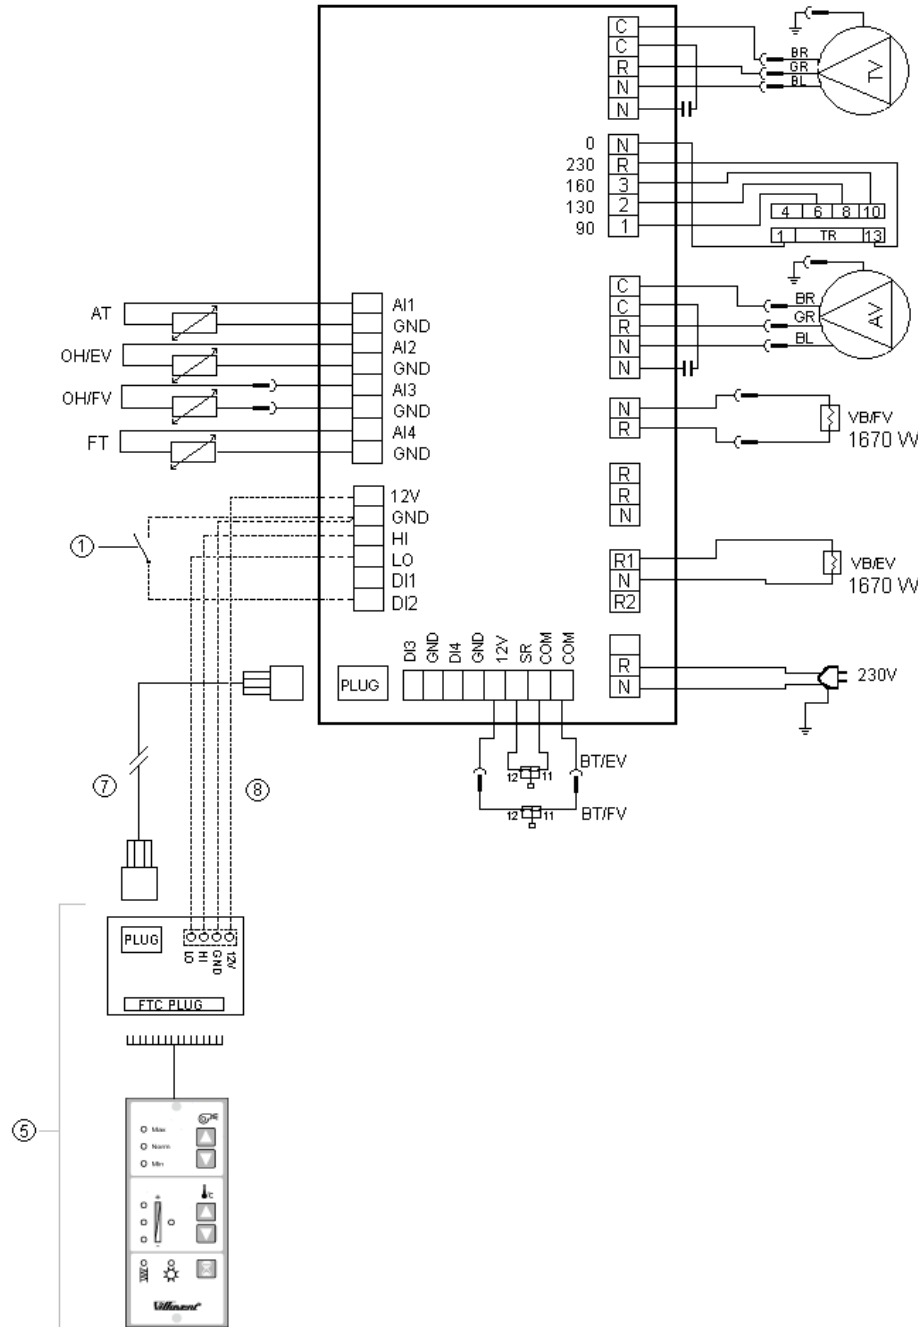 C
C
R
N
N
BR
GR
BL
TV
0 N
230 R
160 3
130 2
90 1
4 6 8 10
1 TR 13
C
C
R
N
N
BR
GR
BL
AV
AT
AI1
GND
OH/EV
AI2
GND
OH/FV
AI3
GND
FT
AI4
GND
N
R
VB/FV
1670 W
R
R
N
12V
GND
HI
LO
DI1
DI2
1
R1
N
R2
VB/EV
1670 W
R
N
230V
PLUG
DI3 GND DI4 GND 12V SR COM COM
12 11
BT/EV
12 11
BT/FV
7
8
PLUG
LO HI GND 12V
FTC PLUG
5
Max
Norm
Min
°C
+
-
Villavent